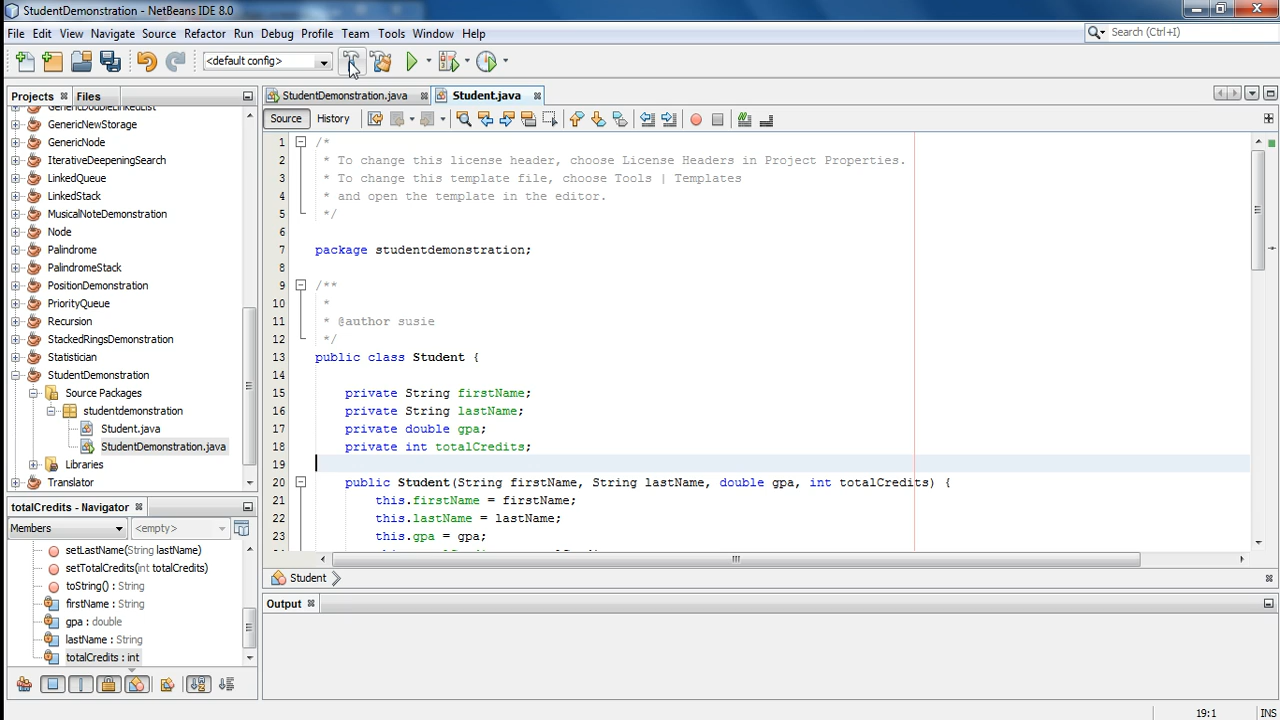 StudentDemonstration - NetBeans IDE 8.0
File Edit View Navigate Source Refactor Run Debug Profile Team Tools Window Help
Search (Ctrl+I)
<default config>
Projects Files
StudentDemonstration.java Student.java
Source History
GenericDoubleLinkedList
GenericNewStorage
GenericNode
IterativeDeepeningSearch
LinkedQueue
LinkedStack
MusicalNoteDemonstration
Node
Palindrome
PalindromeStack
PositionDemonstration
PriorityQueue
Recursion
StackedRingsDemonstration
Statistician
StudentDemonstration
Source Packages
studentdemonstration
Student.java
StudentDemonstration.java
Libraries
Translator
1 /*
2 * To change this license header, choose License Headers in Project Properties.
3 * To change this template file, choose Tools | Templates
4 * and open the template in the editor.
5 */
6
7 package studentdemonstration;
8
9 /**
10 *
11 * @author susie
12 */
13 public class Student {
14
15 private String firstName;
16 private String lastName;
17 private double gpa;
18 private int totalCredits;
19
20 public Student(String firstName, String lastName, double gpa, int totalCredits) {
21 this.firstName = firstName;
22 this.lastName = lastName;
23 this.gpa = gpa;
totalCredits - Navigator
Members <empty>
setLastName(String lastName)
setTotalCredits(int totalCredits)
toString() : String
firstName : String
gpa : double
lastName : String
totalCredits : int
Student
Output
19:1 INS